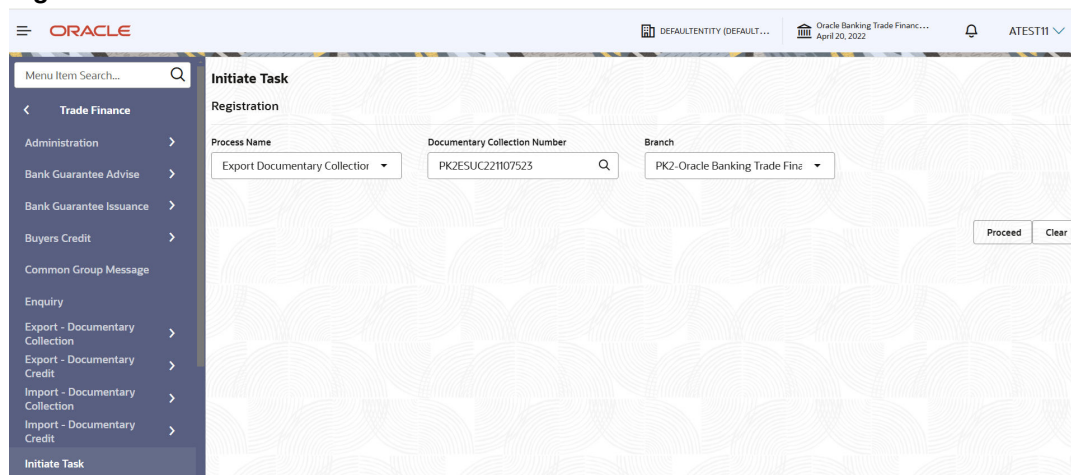 ORACLE
DEFAULTENTITY (DEFAULT...
Oracle Banking Trade Financ...
April 20, 2022
ATEST11
Menu Item Search...
Trade Finance
Administration
Bank Guarantee Advise
Bank Guarantee Issuance
Buyers Credit
Common Group Message
Enquiry
Export - Documentary
Collection
Export - Documentary
Credit
Import - Documentary
Collection
Import - Documentary
Credit
Initiate Task
Initiate Task
Registration
Process Name
Documentary Collection Number
Branch
Export Documentary Collection
PK2ESUC221107523
PK2-Oracle Banking Trade Fina
Proceed
Clear